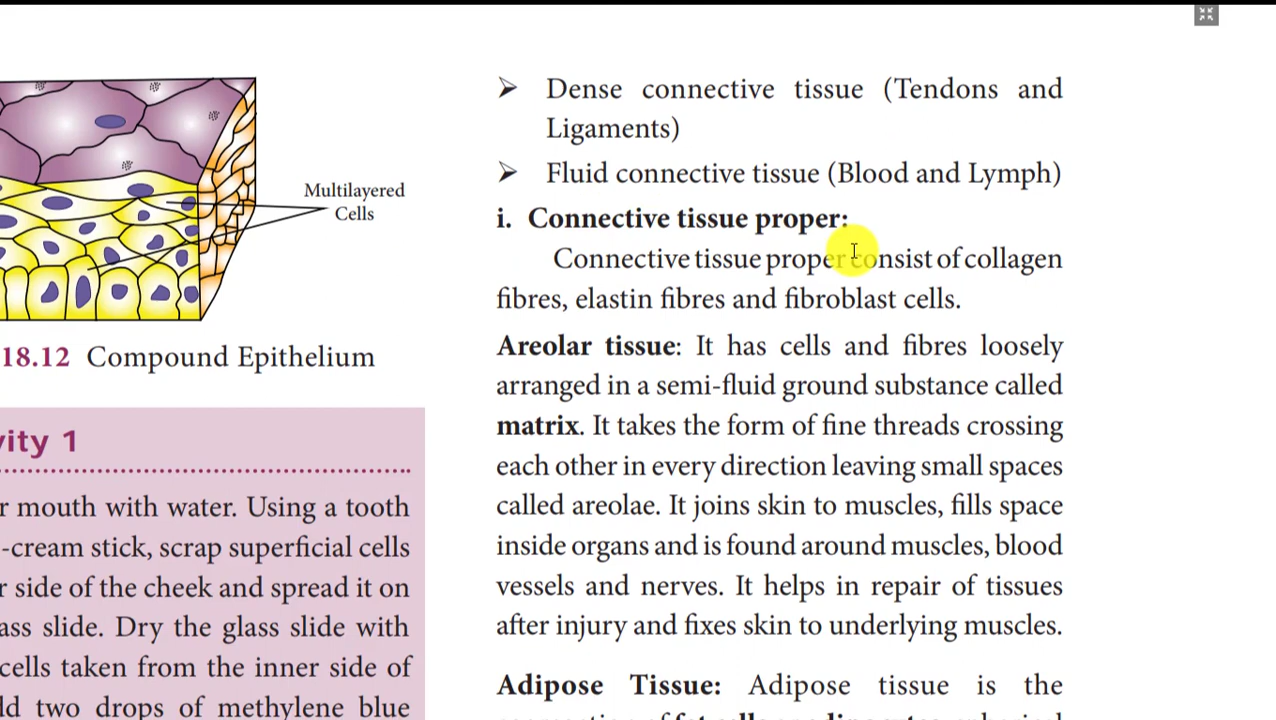 Multilayered
Cells
18.12 Compound Epithelium
vity 1
r mouth with water. Using a tooth
-cream stick, scrap superficial cells
r side of the cheek and spread it on
ass slide. Dry the glass slide with
cells taken from the inner side of
ld two drops of methylene blue
➢ Dense connective tissue (Tendons and
Ligaments)
➢ Fluid connective tissue (Blood and Lymph)
i. Connective tissue proper:
Connective tissue proper consist of collagen
fibres, elastin fibres and fibroblast cells.
Areolar tissue: It has cells and fibres loosely
arranged in a semi-fluid ground substance called
matrix. It takes the form of fine threads crossing
each other in every direction leaving small spaces
called areolae. It joins skin to muscles, fills space
inside organs and is found around muscles, blood
vessels and nerves. It helps in repair of tissues
after injury and fixes skin to underlying muscles.
Adipose Tissue: Adipose tissue is the